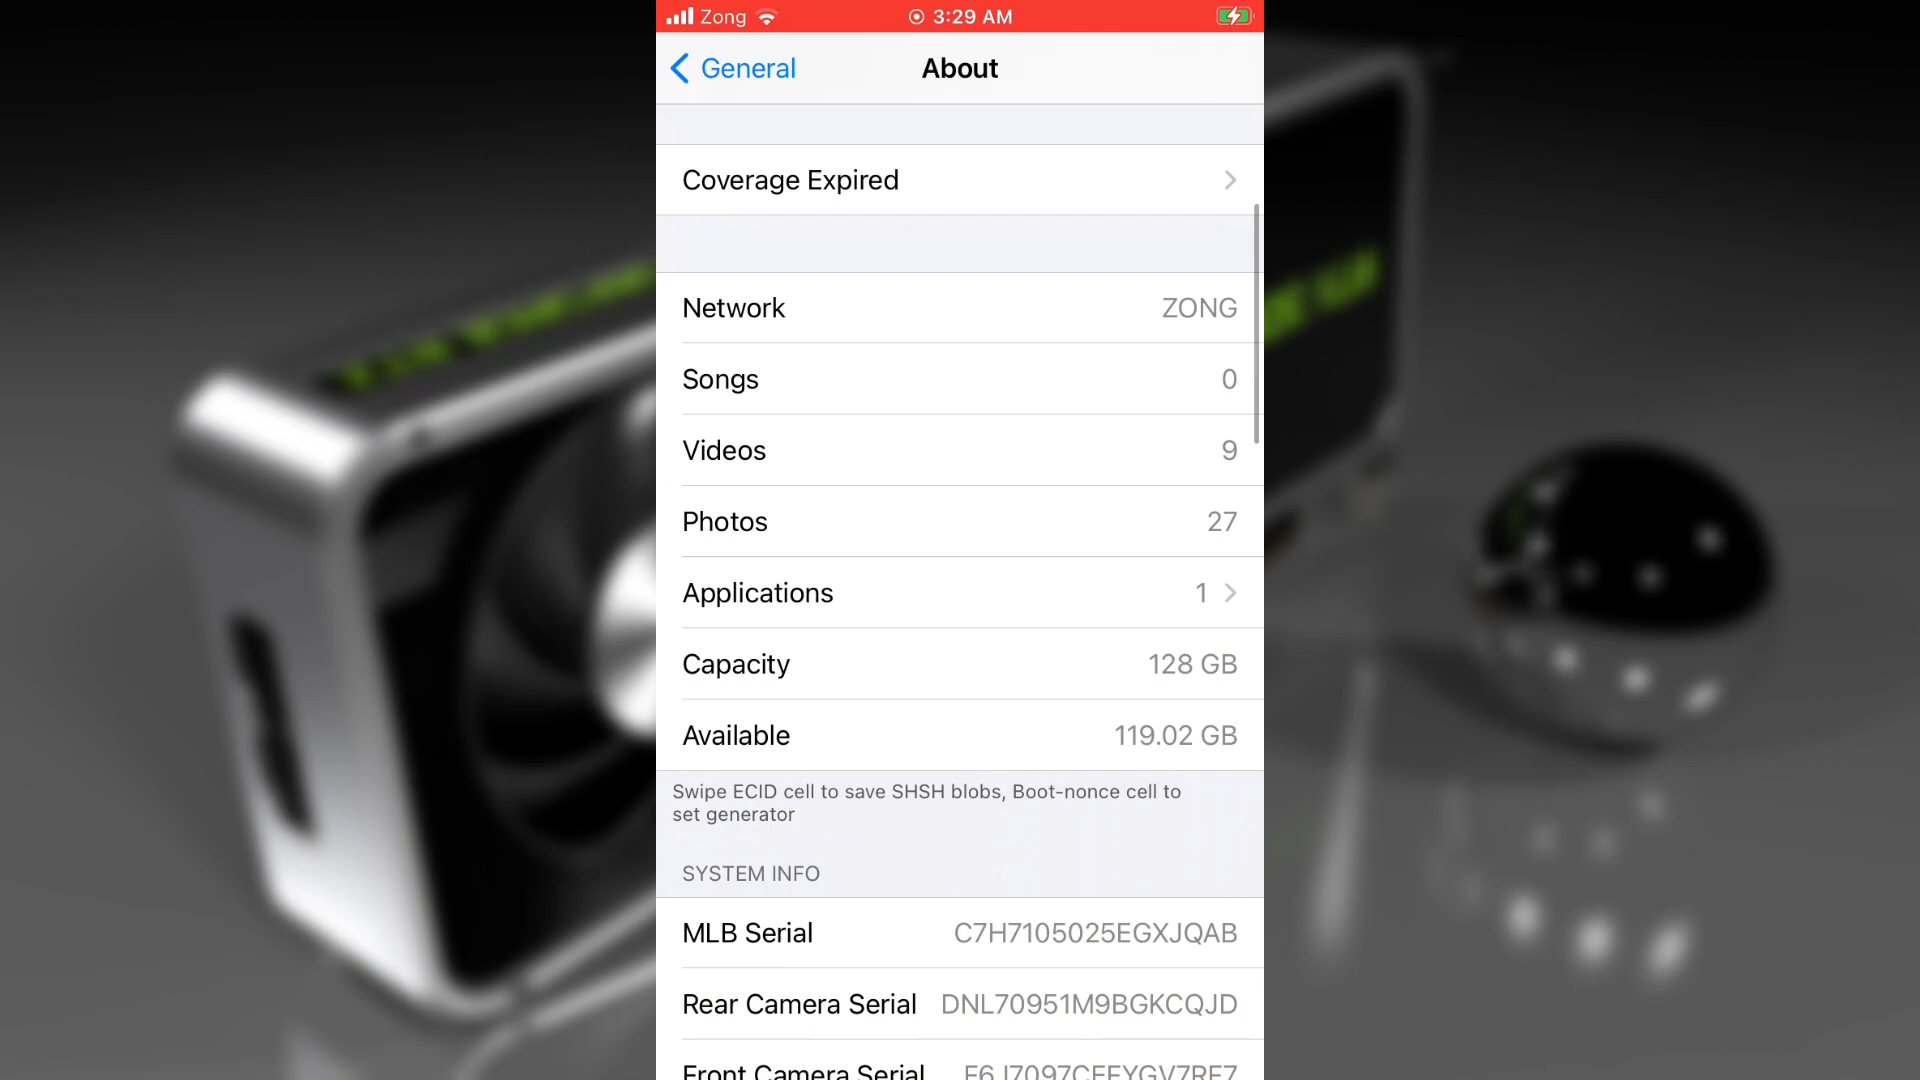 Zong 3:29 AM
General About
Coverage Expired
Network ZONG
Songs 0
Videos 9
Photos 27
Applications 1
Capacity 128 GB
Available 119.02 GB
Swipe ECID cell to save SHSH blobs, Boot-nonce cell to
set generator
SYSTEM INFO
MLB Serial C7H7105025EGXJQAB
Rear Camera Serial DNL70951M9BGKCQJD
Front Camera Serial